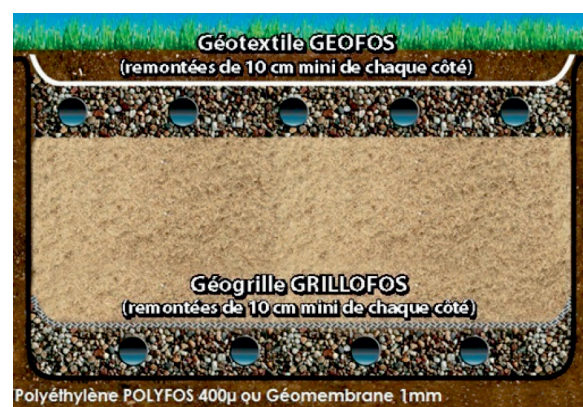 Géotextile GEOFOS
(remontées de 10 cm mini de chaque côté)
Géogrille GRILLOFOS
(remontées de 10 cm mini de chaque côté)
Polyéthylène POLYFOS 400µ ou Géomembrane 1mm